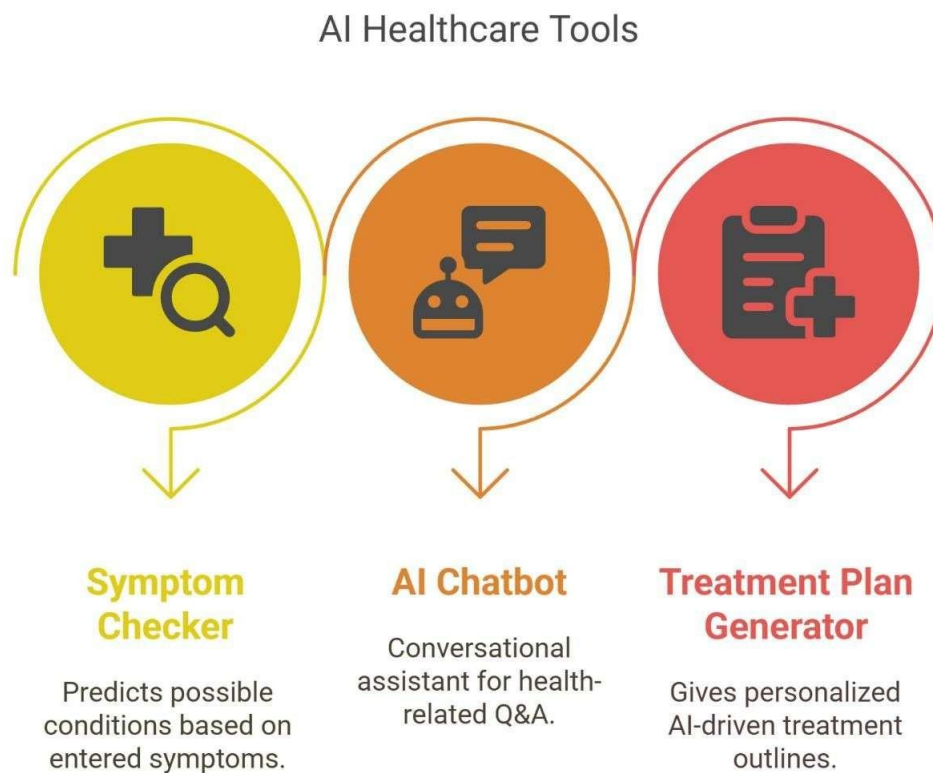 AI Healthcare Tools
Symptom
Checker
Predicts possible
conditions based on
entered symptoms.
AI Chatbot
Conversational
assistant for health-
related Q&A.
Treatment Plan
Generator
Gives personalized
AI-driven treatment
outlines.